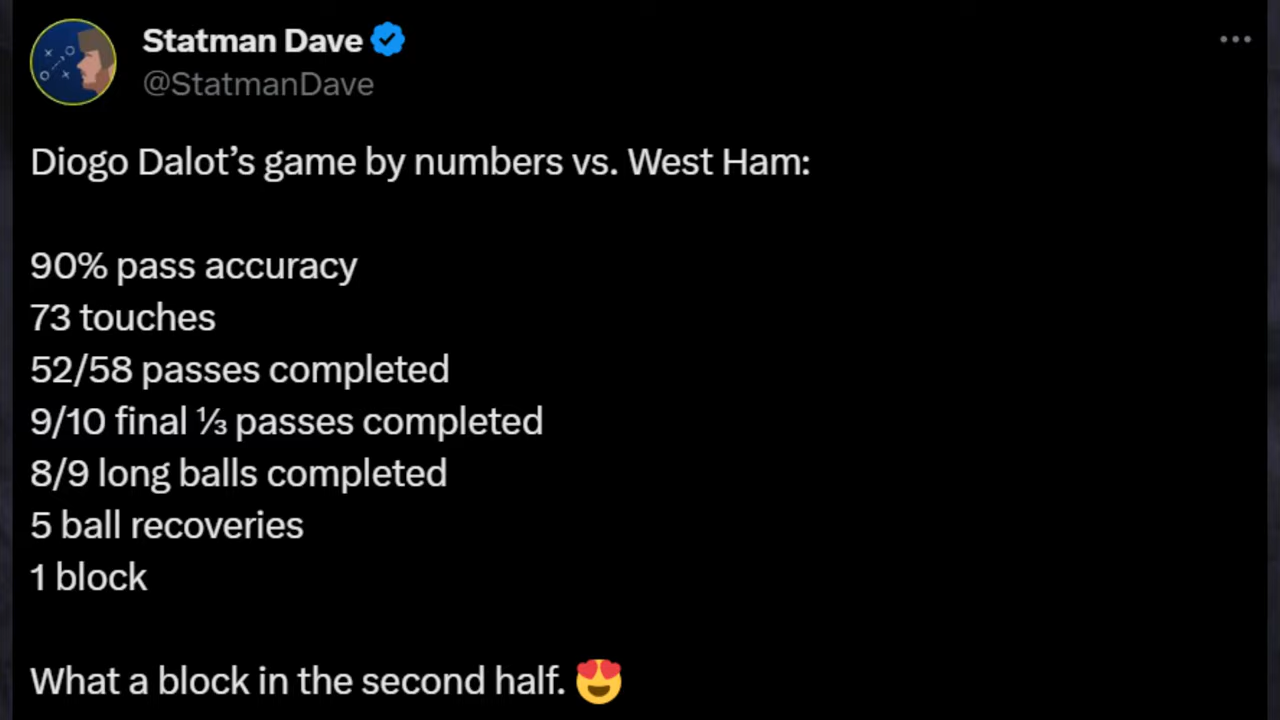 Statman Dave
@StatmanDave
Diogo Dalot’s game by numbers vs. West Ham:
90% pass accuracy
73 touches
52/58 passes completed
9/10 final ⅓ passes completed
8/9 long balls completed
5 ball recoveries
1 block
What a block in the second half. 😍